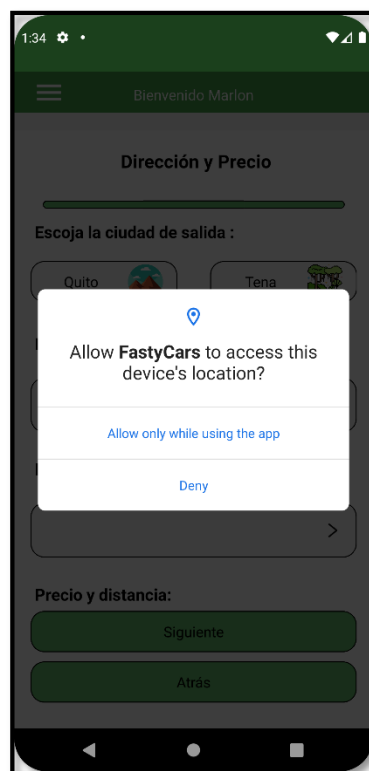 1:34
Bienvenido Marlon
Dirección y Precio
Escoja la ciudad de salida :
Quito
Tena
Allow FastyCars to access this
device's location?
Allow only while using the app
Deny
Precio y distancia:
Siguiente
Atrás